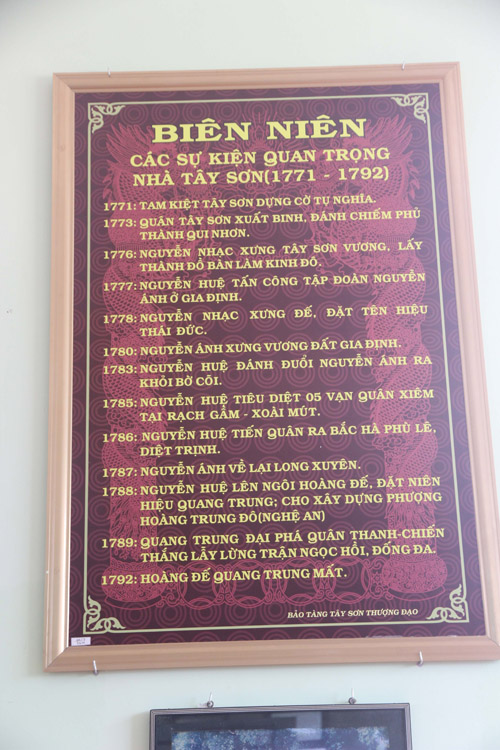 BIÊN NIÊN
CÁC SỰ KIỆN QUAN TRỌNG
NHÀ TÂY SƠN(1771 - 1792)
1771: TAM KIỆT TÂY SƠN DỰNG CỜ TỤ NGHĨA.
1773: QUÂN TÂY SƠN XUẤT BINH, ĐÁNH CHIẾM PHỦ
THÀNH QUI NHƠN.
1776: NGUYỄN NHẠC XƯNG TÂY SƠN VƯƠNG, LẤY
THÀNH ĐỒ BÀN LÀM KINH ĐÔ.
1777: NGUYỄN HUỆ TẤN CÔNG TẬP ĐOÀN NGUYỄN
ÁNH Ở GIA ĐỊNH.
1778: NGUYỄN NHẠC XƯNG ĐẾ, ĐẶT TÊN HIỆU
THÁI ĐỨC.
1780: NGUYỄN ÁNH XƯNG VƯƠNG ĐẤT GIA ĐỊNH.
1783: NGUYỄN HUỆ ĐÁNH ĐUỔI NGUYỄN ÁNH RA
KHỎI BỜ CÕI.
1785: NGUYỄN HUỆ TIÊU DIỆT 05 VẠN QUÂN XIÊM
TẠI RẠCH GẦM - XOÀI MÚT.
1786: NGUYỄN HUỆ TIẾN QUÂN RA BẮC HÀ PHÙ LÊ,
DIỆT TRỊNH.
1787: NGUYỄN ÁNH VỀ LẠI LONG XUYÊN.
1788: NGUYỄN HUỆ LÊN NGÔI HOÀNG ĐẾ, ĐẶT NIÊN
HIỆU QUANG TRUNG; CHO XÂY DỰNG PHƯỢNG
HOÀNG TRUNG ĐÔ(NGHỆ AN)
1789: QUANG TRUNG ĐẠI PHÁ QUÂN THANH-CHIẾN
THẮNG LẪY LỪNG TRẬN NGỌC HỒI, ĐỐNG ĐA.
1792: HOÀNG ĐẾ QUANG TRUNG MẤT.
BẢO TÀNG TÂY SƠN THƯỢNG ĐẠO